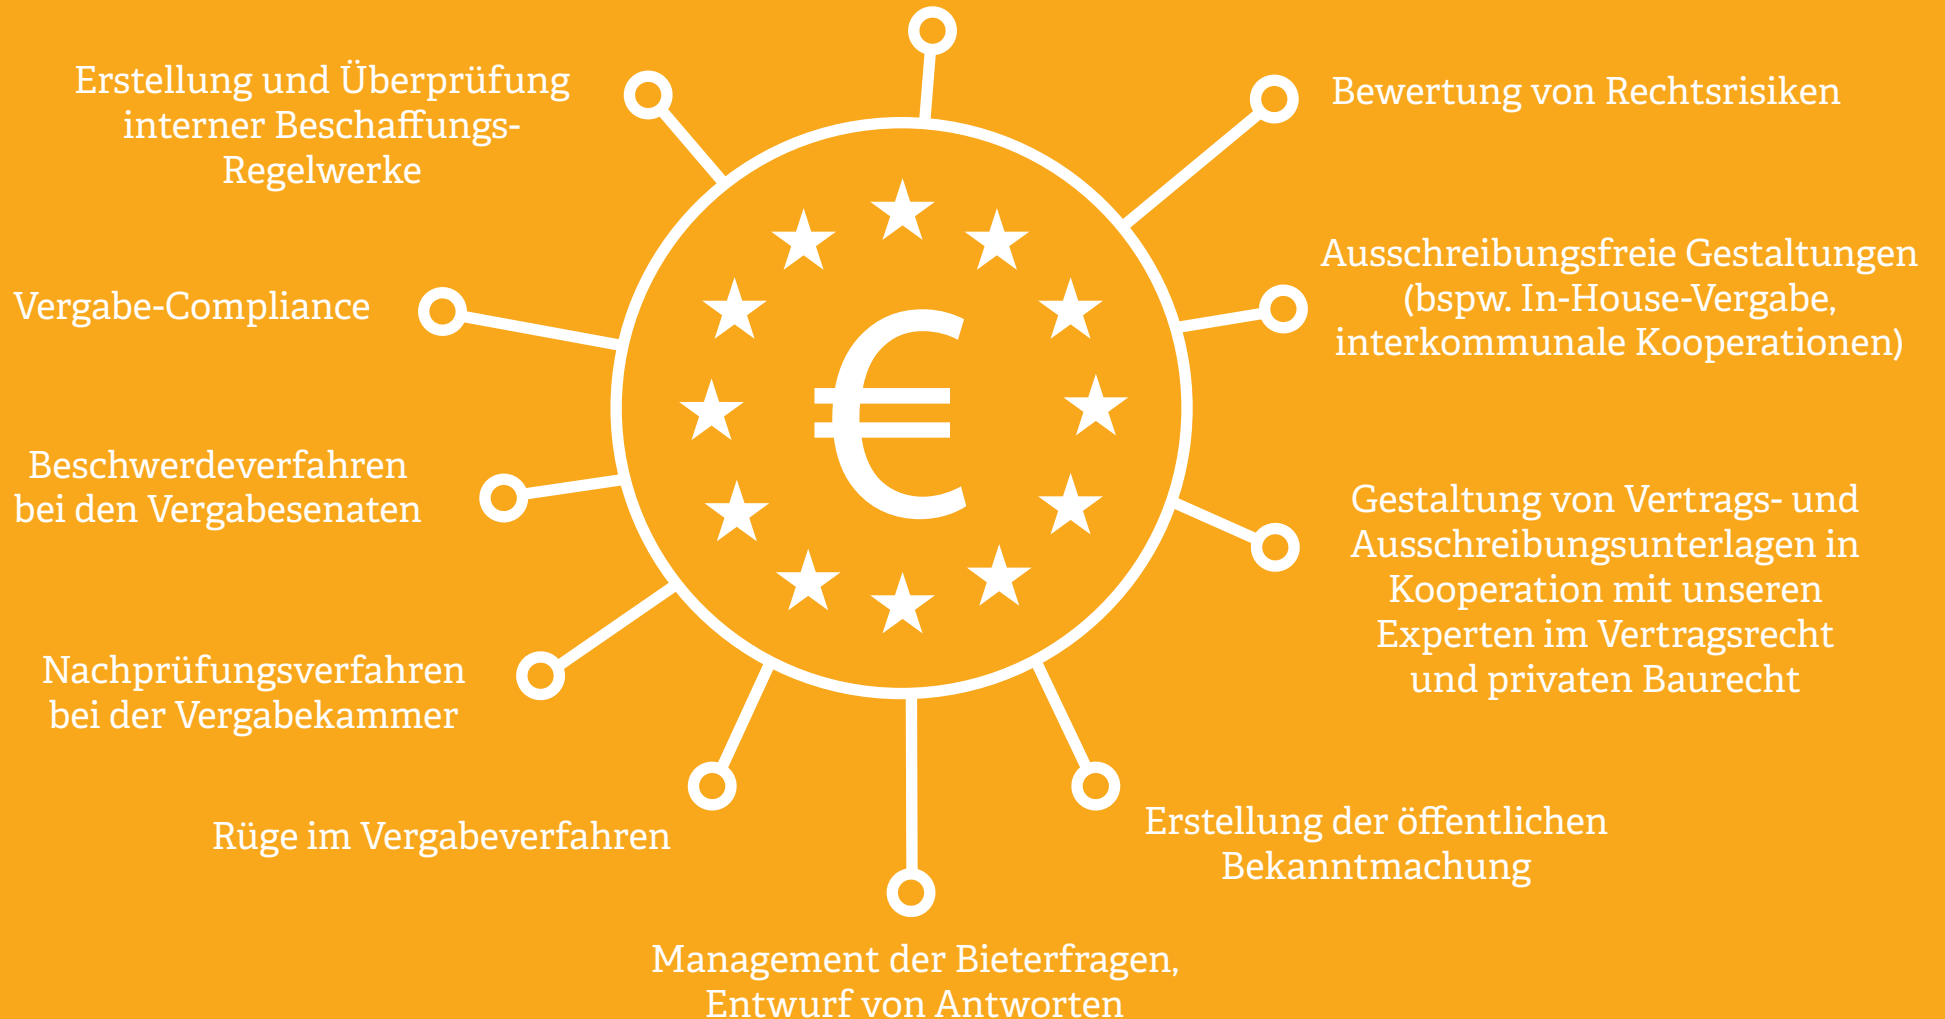 Erstellung und Überprüfung
interner Beschaffungs-
Regelwerke
Bewertung von Rechtsrisiken
Vergabe-Compliance
Ausschreibungsfreie Gestaltungen
(bspw. In-House-Vergabe,
interkommunale Kooperationen)
€
Beschwerdeverfahren
bei den Vergabesenaten
Gestaltung von Vertrags- und
Ausschreibungsunterlagen in
Kooperation mit unseren
Experten im Vertragsrecht
und privaten Baurecht
Nachprüfungsverfahren
bei der Vergabekammer
Rüge im Vergabeverfahren
Erstellung der öffentlichen
Bekanntmachung
Management der Bieterfragen,
Entwurf von Antworten